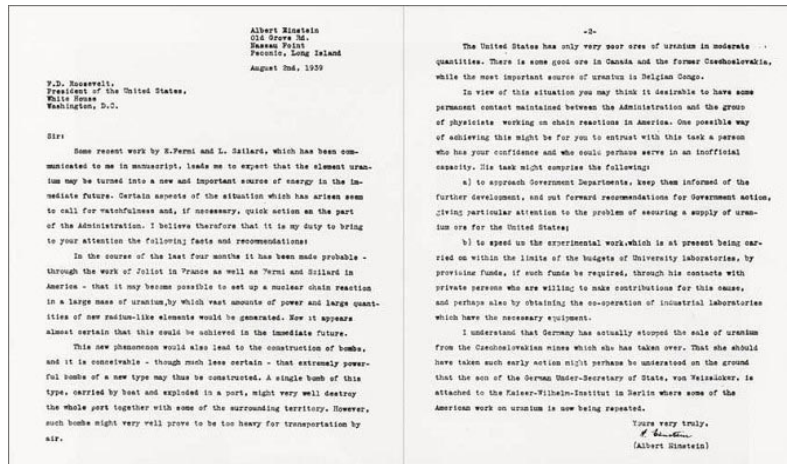 Albert Einstein
Old Grove Rd.
Nassau Point
Peconic, Long Island
August 2nd, 1939
F.D. Roosevelt,
President of the United States,
White House
Washington, D.C.
Sir:
Some recent work by E.Fermi and L. Szilard, which has been com-
municated to me in manuscript, leads me to expect that the element uran-
ium may be turned into a new and important source of energy in the im-
mediate future. Certain aspects of the situation which has arisen seem
to call for watchfulness and, if necessary, quick action on the part
of the Administration. I believe therefore that it is my duty to bring
to your attention the following facts and recommendations:
In the course of the last four months it has been made probable -
through the work of Joliot in France as well as Fermi and Szilard in
America - that it may become possible to set up a nuclear chain reaction
in a large mass of uranium,by which vast amounts of power and large quant-
ities of new radium-like elements would be generated. Now it appears
almost certain that this could be achieved in the immediate future.
This new phenomenon would also lead to the construction of bombs,
and it is conceivable - though much less certain - that extremely power-
ful bombs of a new type may thus be constructed. A single bomb of this
type, carried by boat and exploded in a port, might very well destroy
the whole port together with some of the surrounding territory. However,
such bombs might very well prove to be too heavy for transportation by
air.
-2-
The United States has only very poor ores of uranium in moderate
quantities. There is some good ore in Canada and the former Czechoslovakia,
while the most important source of uranium is Belgian Congo.
In view of this situation you may think it desirable to have some
permanent contact maintained between the Administration and the group
of physicists working on chain reactions in America. One possible way
of achieving this might be for you to entrust with this task a person
who has your confidence and who could perhaps serve in an inofficial
capacity. His task might comprise the following:
a) to approach Government Departments, keep them informed of the
further development, and put forward recommendations for Government action,
giving particular attention to the problem of securing a supply of uran-
ium ore for the United States;
b) to speed up the experimental work,which is at present being car-
ried on within the limits of the budgets of University laboratories, by
providing funds, if such funds be required, through his contacts with
private persons who are willing to make contributions for this cause,
and perhaps also by obtaining the co-operation of industrial laboratories
which have the necessary equipment.
I understand that Germany has actually stopped the sale of uranium
from the Czechoslovakian mines which she has taken over. That she should
have taken such early action might perhaps be understood on the ground
that the son of the German Under-Secretary of State, von Weizsäcker, is
attached to the Kaiser-Wilhelm-Institut in Berlin where some of the
American work on uranium is now being repeated.
Yours very truly,
A. Einstein
(Albert Einstein)